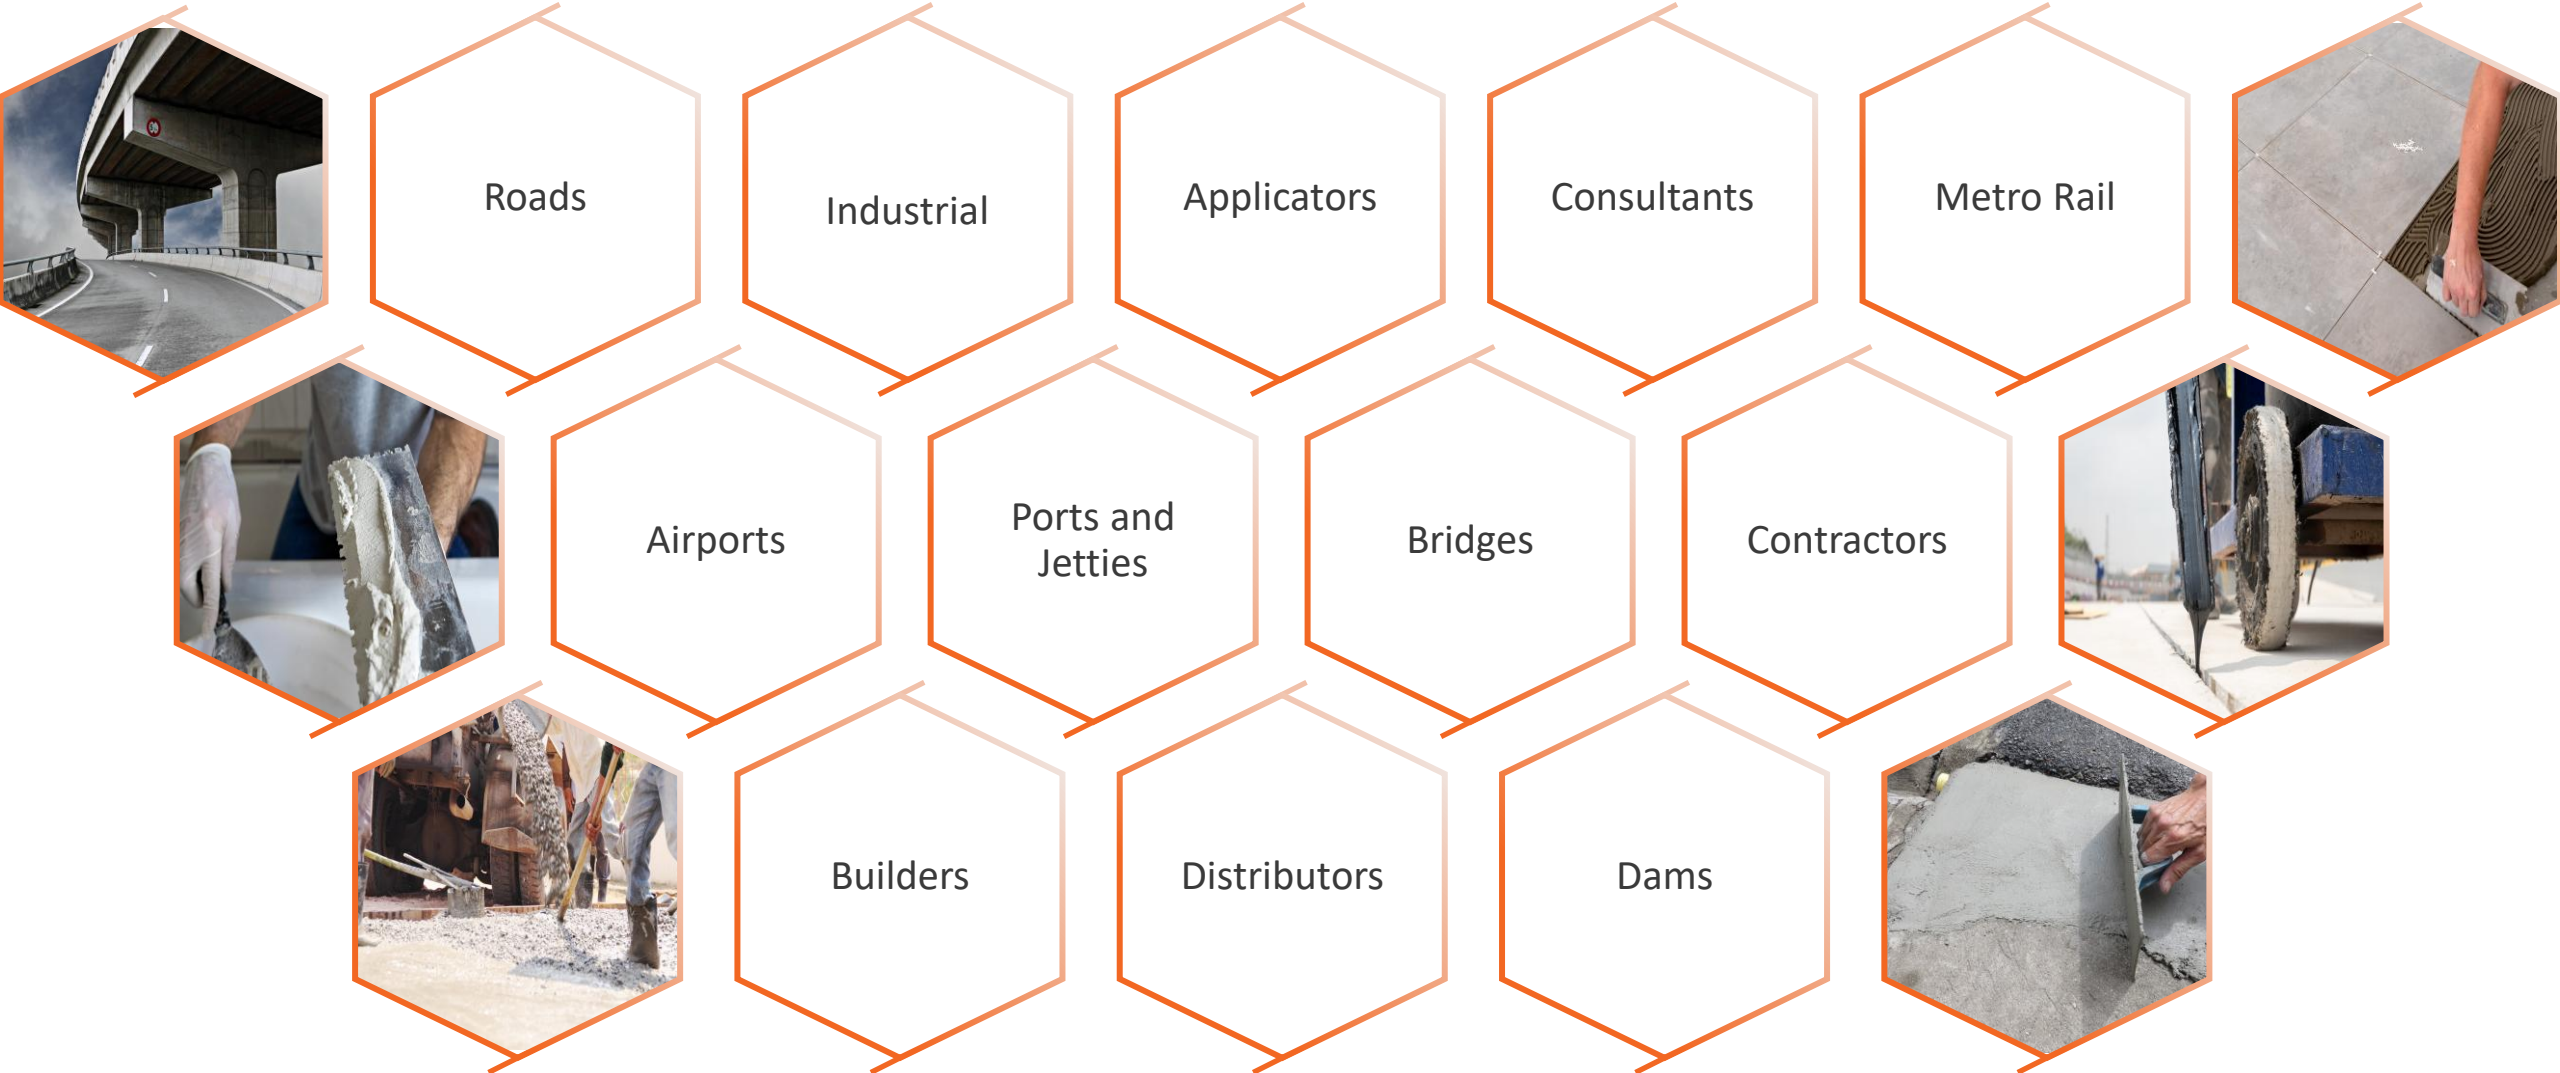 Roads
Industrial
Applicators
Consultants
Metro Rail
Airports
Ports and
Jetties
Bridges
Contractors
Builders
Distributors
Dams